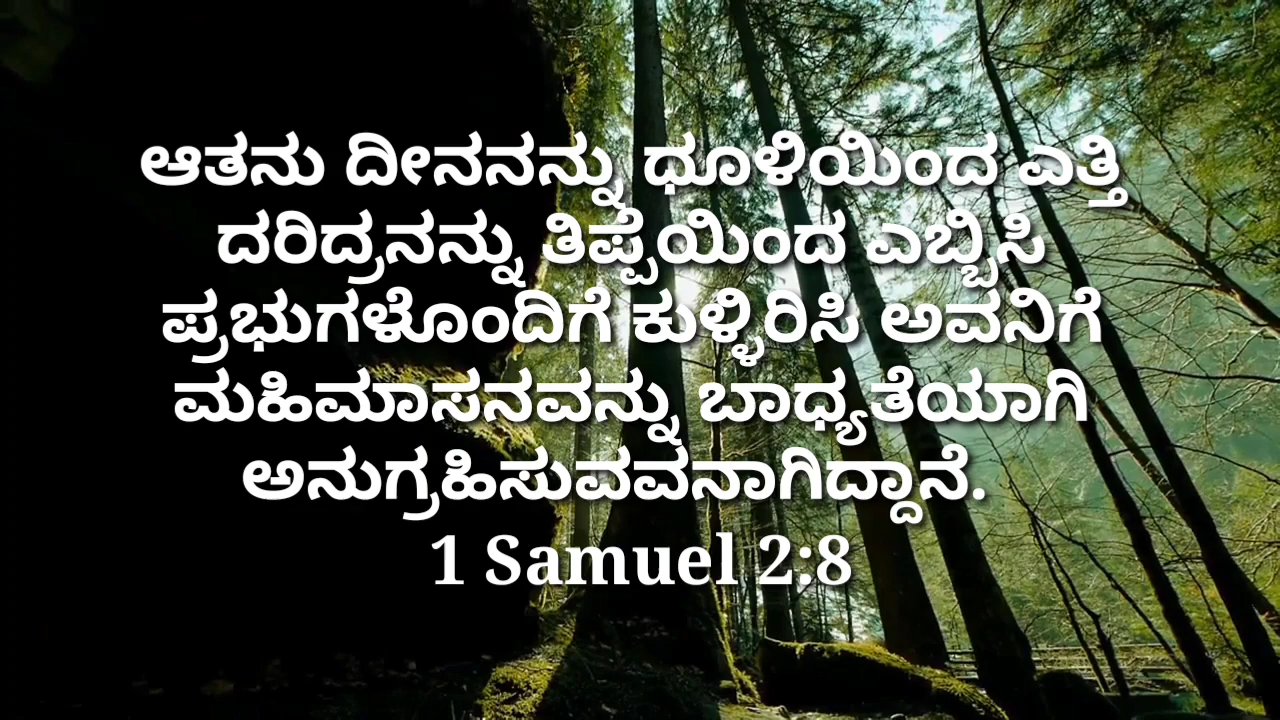 ಆತನು ದೀನನನ್ನು ಧೂಳಿಯಿಂದ ಎತ್ತಿ
ದರಿದ್ರನನ್ನು ತಿಪ್ಪೆಯಿಂದ ಎಬ್ಬಿಸಿ
ಪ್ರಭುಗಳೊಂದಿಗೆ ಕುಳ್ಳಿರಿಸಿ ಅವನಿಗೆ
ಮಹಿಮಾಸನವನ್ನು ಬಾಧ್ಯತೆಯಾಗಿ
ಅನುಗ್ರಹಿಸುವವನಾಗಿದ್ದಾನೆ.
1 Samuel 2:8